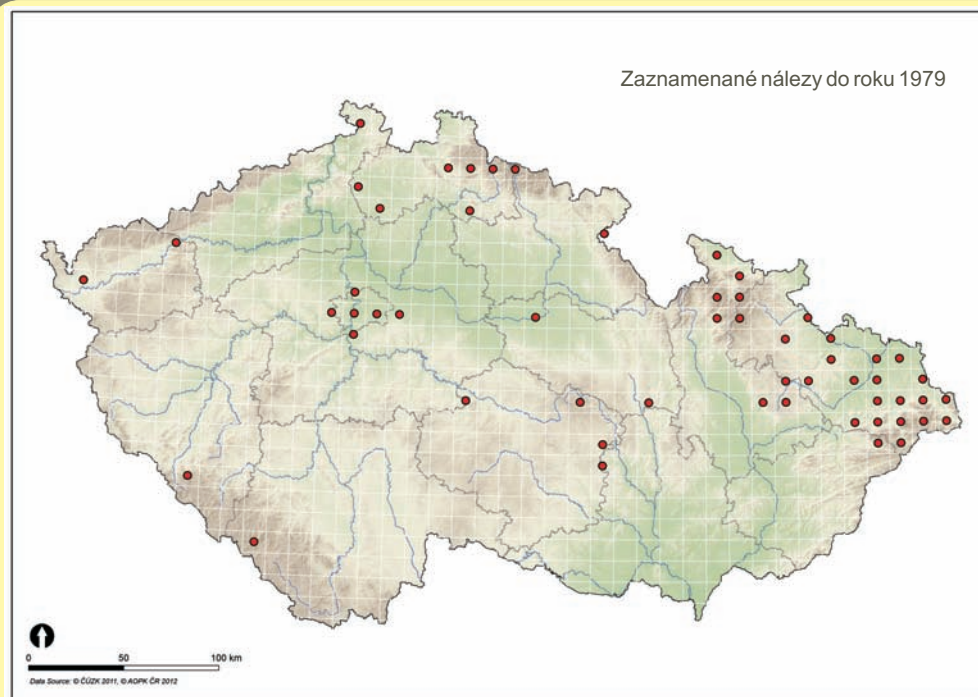 Zaznamenané nálezy do roku 1979
0 50 100 km
Data Source: © ČÚZK 2011, © AOPK ČR 2012